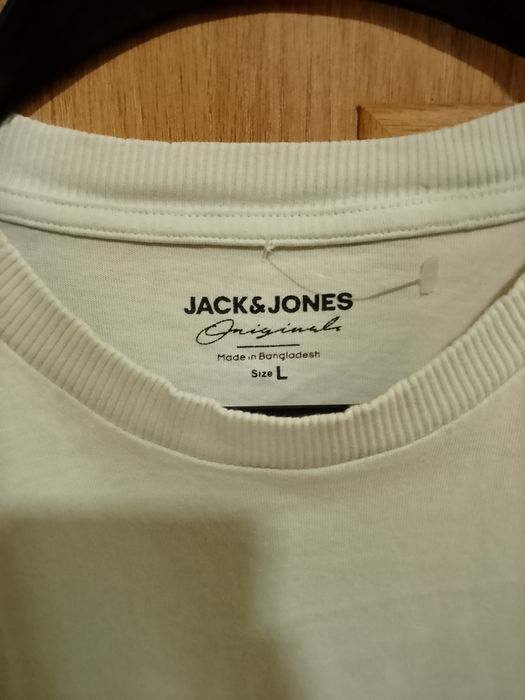 JACK&JONES
Originals
Made in Bangladesh
Size L